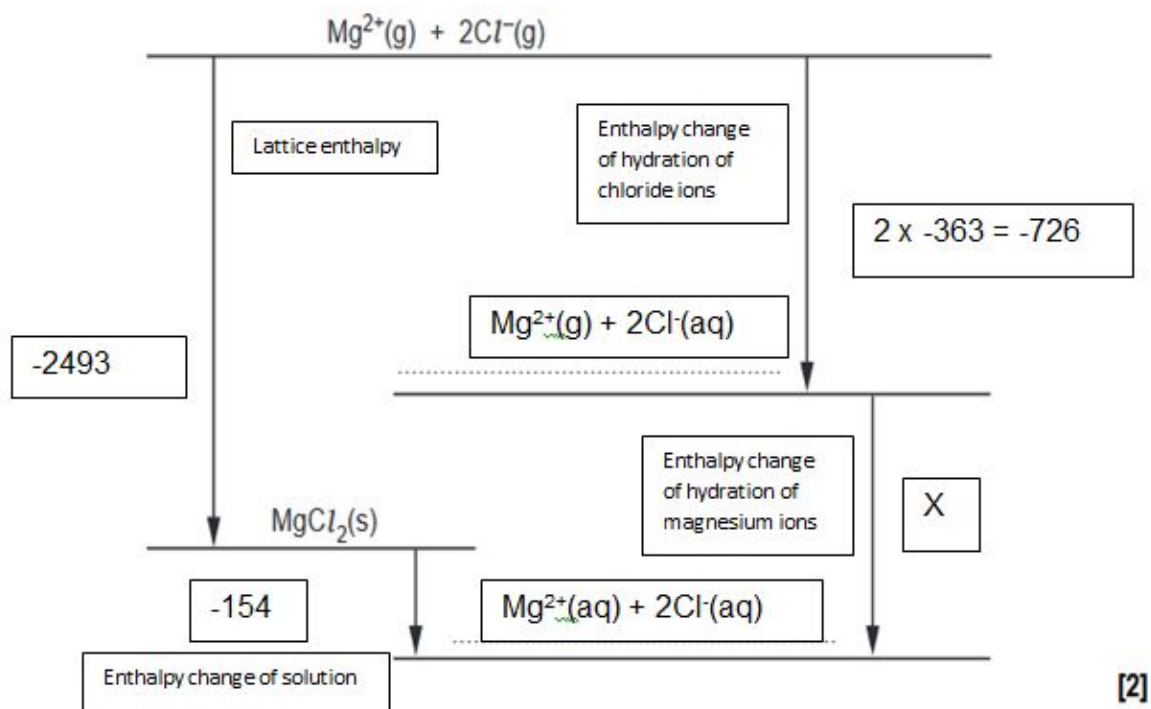 Mg²⁺(g) + 2Cl⁻(g)
Lattice enthalpy
Enthalpy change
of hydration of
chloride ions
2 x -363 = -726
Mg²⁺(g) + 2Cl⁻(aq)
-2493
Enthalpy change
of hydration of
magnesium ions
X
MgCl₂(s)
-154
Mg²⁺(aq) + 2Cl⁻(aq)
Enthalpy change of solution
[2]